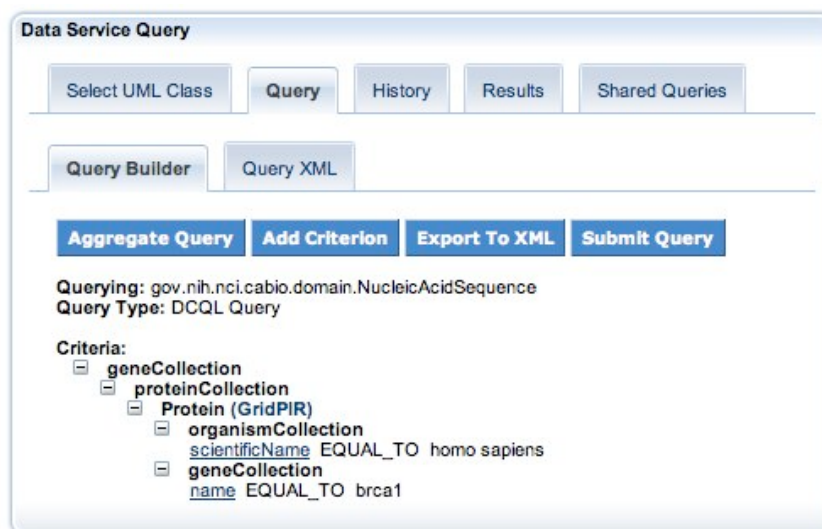 Data Service Query
Select UML Class Query History Results Shared Queries
Query Builder Query XML
Aggregate Query Add Criterion Export To XML Submit Query
Querying: gov.nih.nci.cabio.domain.NucleicAcidSequence
Query Type: DCQL Query
Criteria:
geneCollection
proteinCollection
Protein (GridPIR)
organismCollection
scientificName EQUAL_TO homo sapiens
geneCollection
name EQUAL_TO brca1